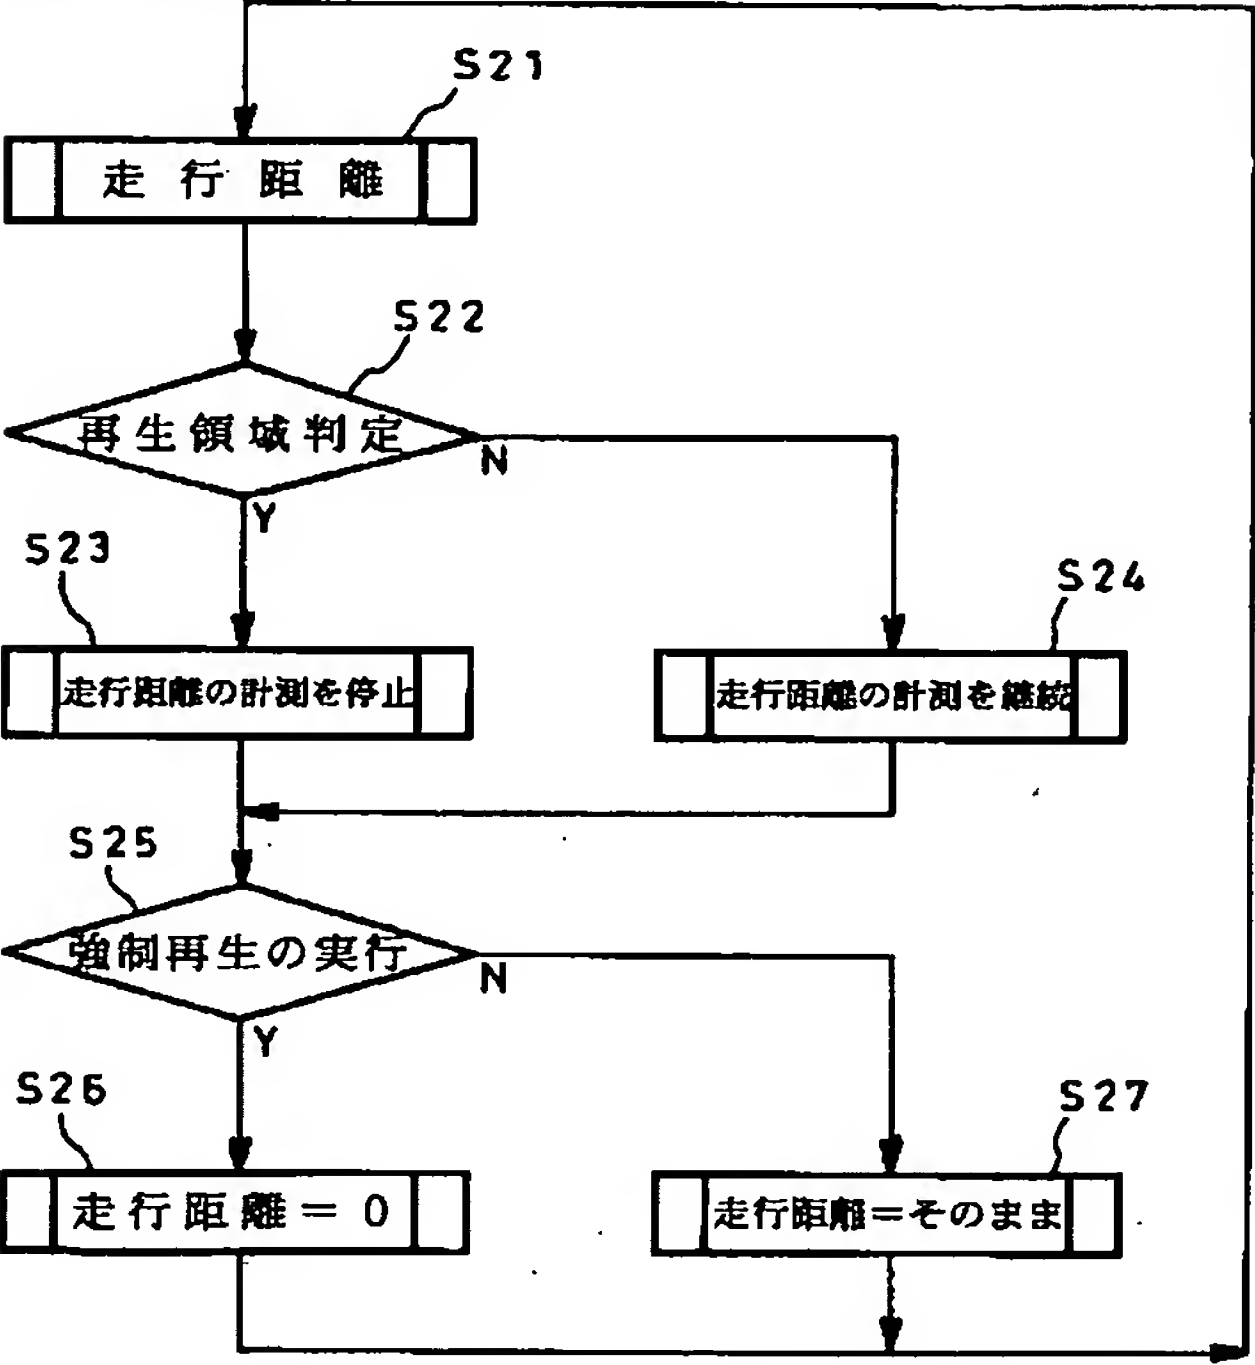 S21
走行距離
S22
再生領域判定
N
Y
S23
S24
走行距離の計測を停止
走行距離の計測を継続
S25
強制再生の実行
N
Y
S26
S27
走行距離=0
走行距離=そのまま